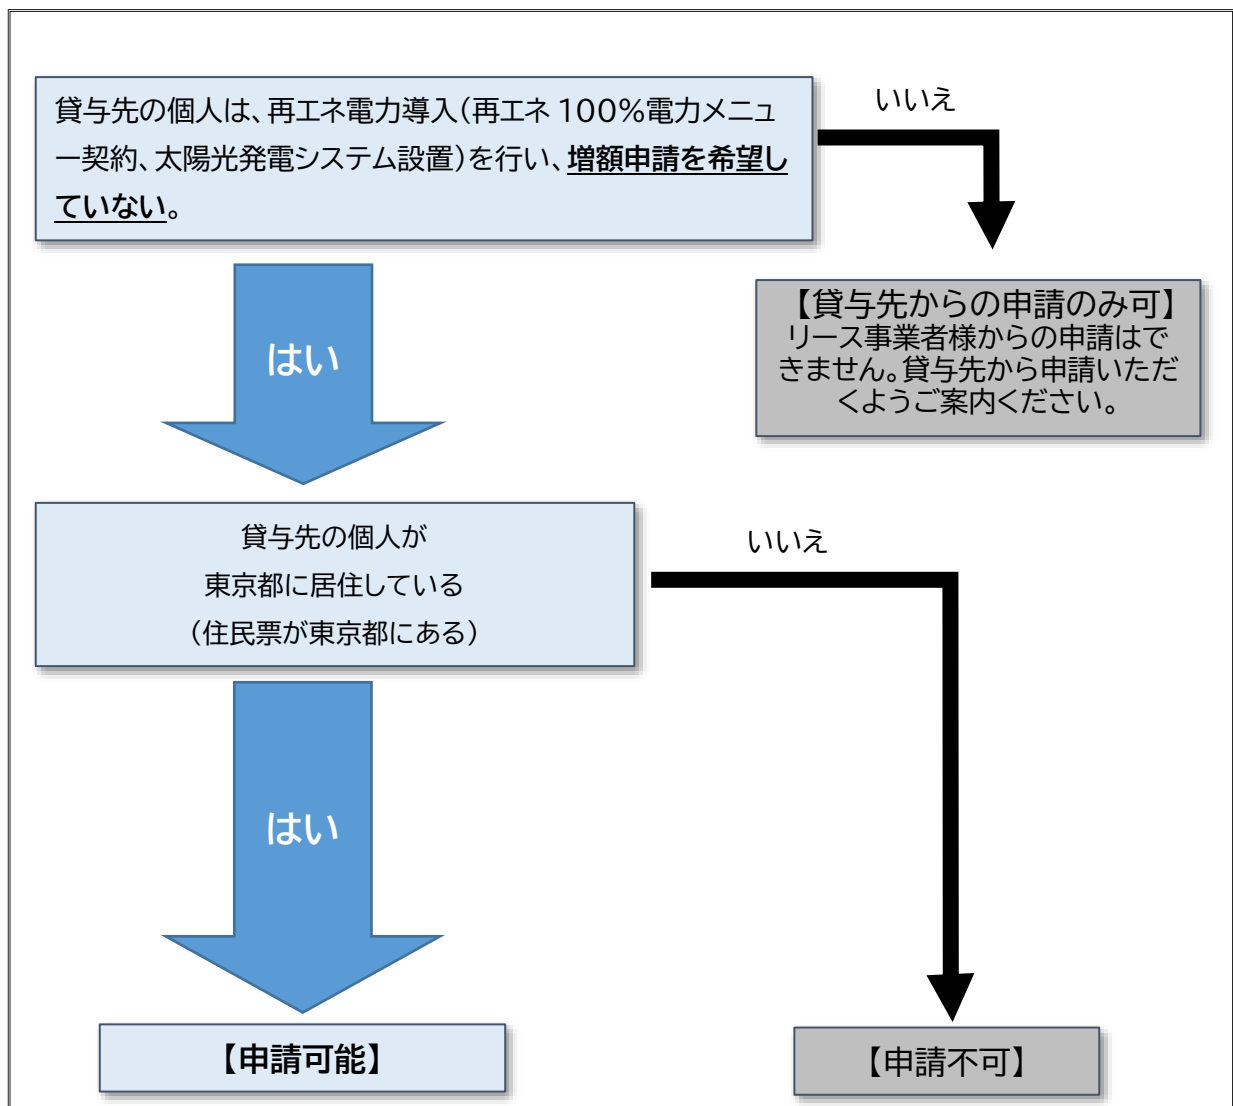 貸与先の個人は、再エネ電力導入(再エネ 100%電力メニュ
ー契約、太陽光発電システム設置)を行い、増額申請を希望し
ていない。
いいえ
はい
【貸与先からの申請のみ可】
リース事業者様からの申請はで
きません。貸与先から申請いただ
くようご案内ください。
貸与先の個人が
東京都に居住している
(住民票が東京都にある)
いいえ
はい
【申請可能】
【申請不可】